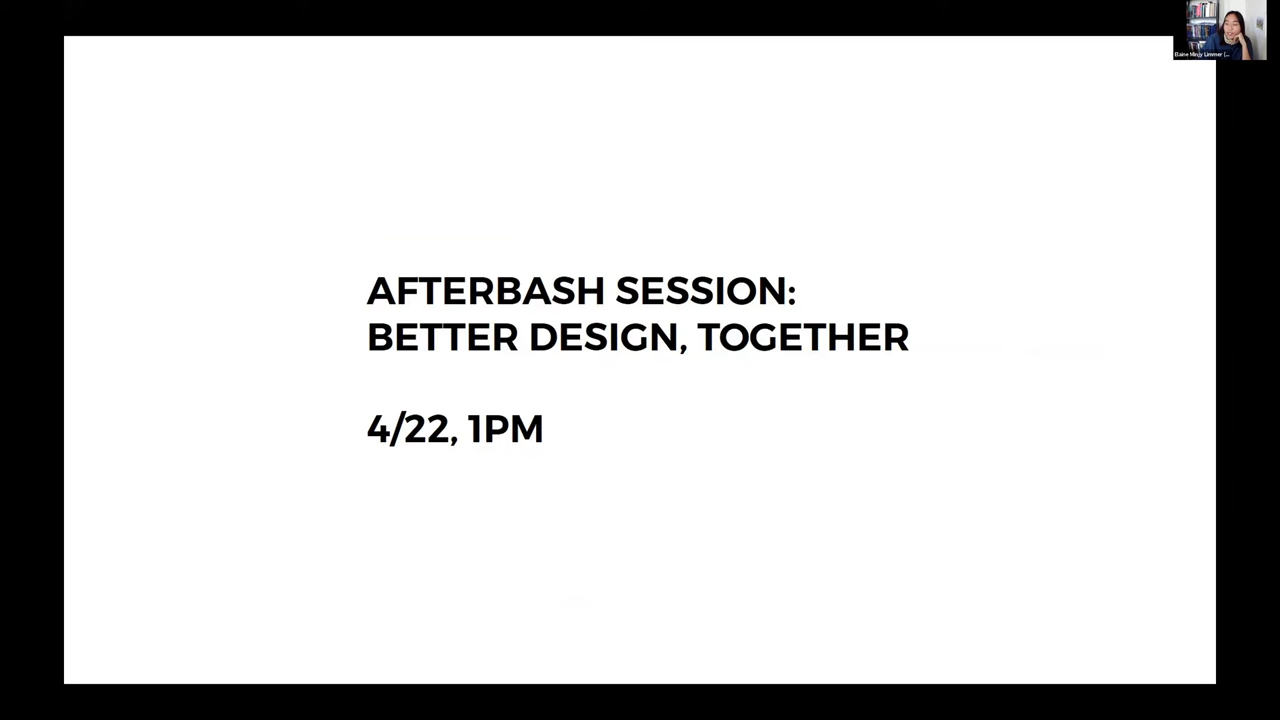 AFTERBASH SESSION:
BETTER DESIGN, TOGETHER
4/22, 1PM